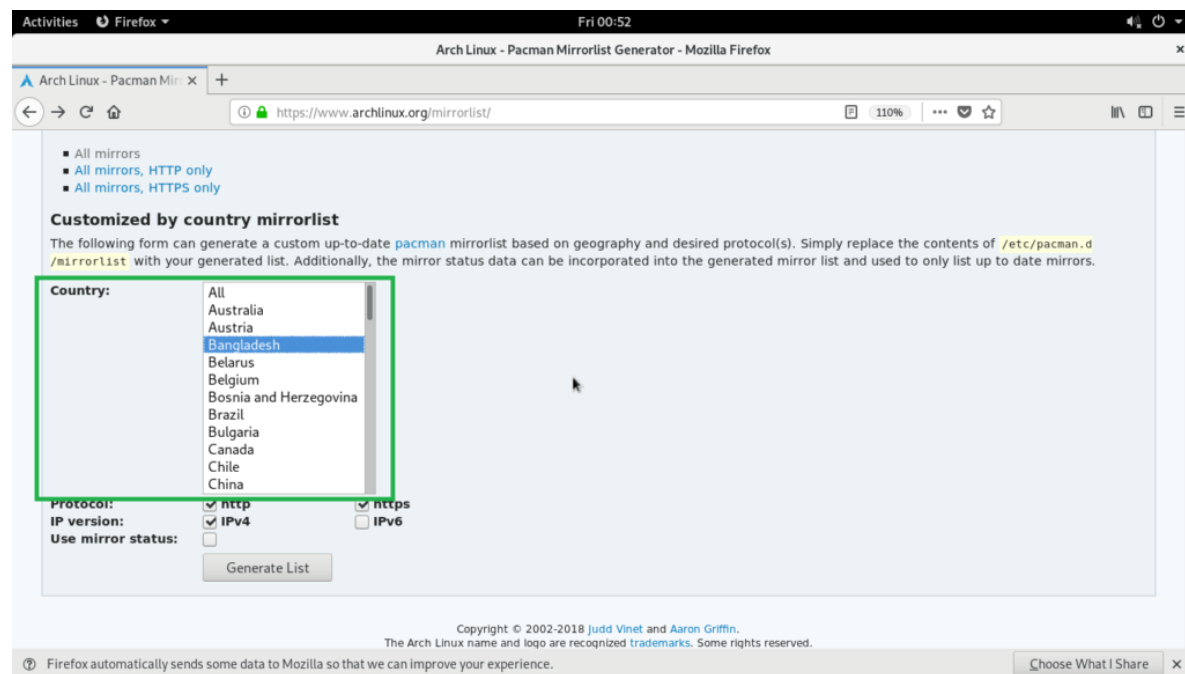 Activities Firefox Fri 00:52
Arch Linux - Pacman Mirrorlist Generator - Mozilla Firefox
Arch Linux - Pacman Mir
https://www.archlinux.org/mirrorlist/ 110%
All mirrors
All mirrors, HTTP only
All mirrors, HTTPS only
Customized by country mirrorlist
The following form can generate a custom up-to-date pacman mirrorlist based on geography and desired protocol(s). Simply replace the contents of /etc/pacman.d
/mirrorlist with your generated list. Additionally, the mirror status data can be incorporated into the generated mirror list and used to only list up to date mirrors.
Country:
All
Australia
Austria
Bangladesh
Belarus
Belgium
Bosnia and Herzegovina
Brazil
Bulgaria
Canada
Chile
China
Protocol: http https
IP version: IPv4 IPv6
Use mirror status:
Generate List
Copyright © 2002-2018 Judd Vinet and Aaron Griffin.
The Arch Linux name and logo are recognized trademarks. Some rights reserved.
Firefox automatically sends some data to Mozilla so that we can improve your experience. Choose What I Share